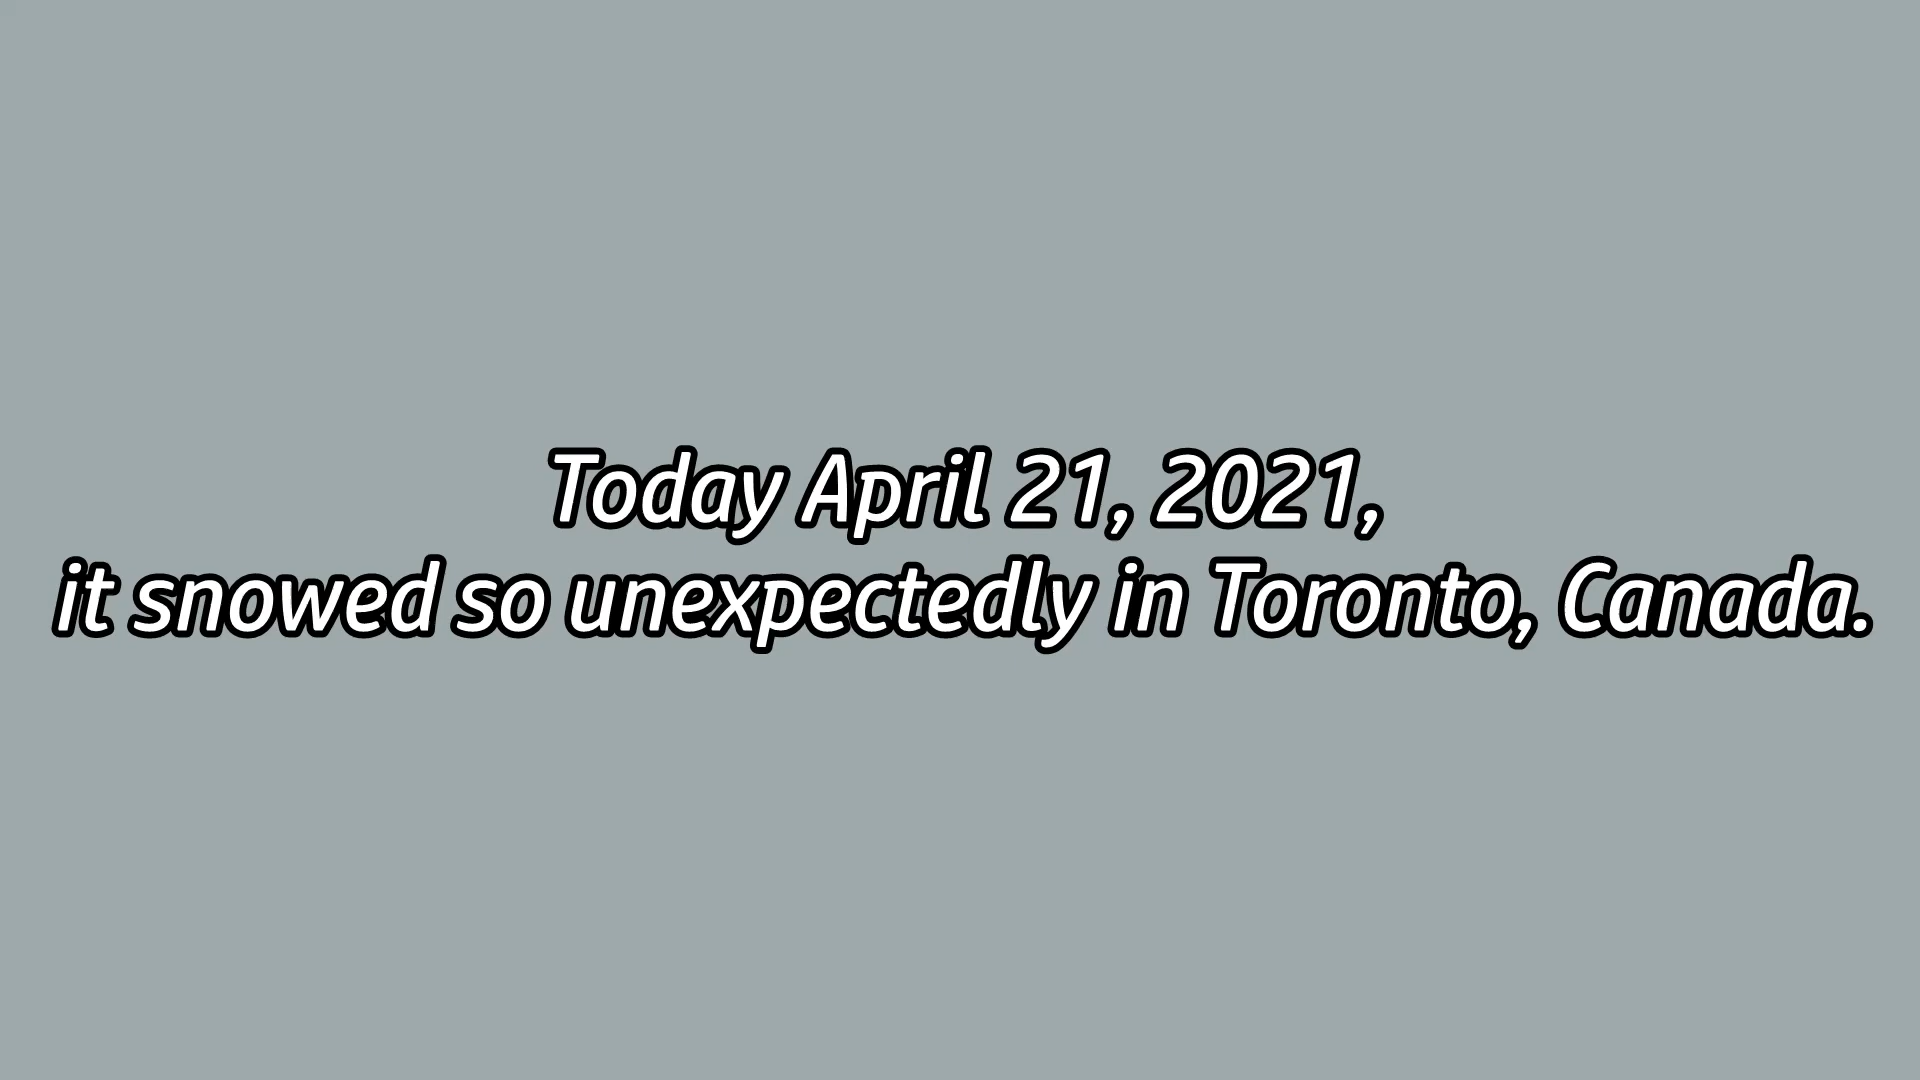 Today April 21, 2021,
it snowed so unexpectedly in Toronto, Canada.